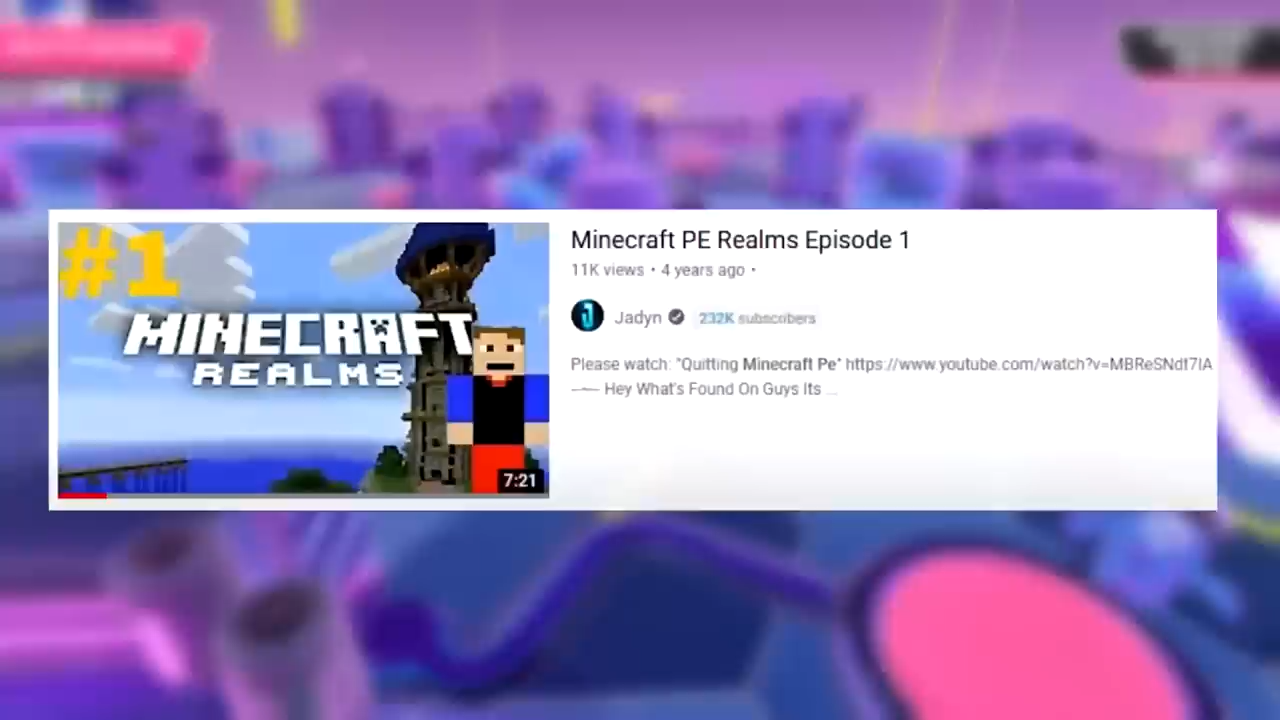 #1
MINECRAFT
REALMS
7:21
Minecraft PE Realms Episode 1
11K views • 4 years ago •
Jadyn
232K subscribers
Please watch: "Quitting Minecraft Pe" https://www.youtube.com/watch?v=MBReSNdt7lA
-~-~~ Hey What's Found On Guys Its ...